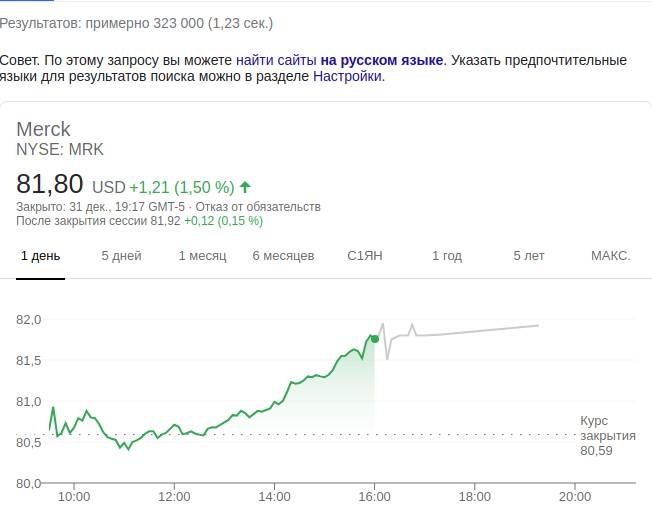 Результатов: примерно 323 000 (1,23 сек.)
Совет. По этому запросу вы можете найти сайты на русском языке. Указать предпочтительные
языки для результатов поиска можно в разделе Настройки.
Merck
NYSE: MRK
81,80 USD +1,21 (1,50 %)
Закрыто: 31 дек., 19:17 GMT-5 · Отказ от обязательств
После закрытия сессии 81,92 +0,12 (0,15 %)
1 день 5 дней 1 месяц 6 месяцев С1ЯН 1 год 5 лет МАКС.
82,0
81,5
81,0
80,5
80,0
Курс
закрытия
80,59
10:00 12:00 14:00 16:00 18:00 20:00